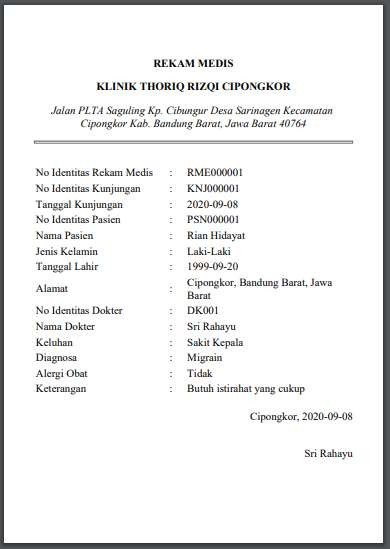 REKAM MEDIS
KLINIK THORIQ RIZQI CIPONGKOR
Jalan PLTA Saguling Kp. Cibungur Desa Sarinagen Kecamatan
Cipongkor Kab. Bandung Barat, Jawa Barat 40764
No Identitas Rekam Medis : RME000001
No Identitas Kunjungan : KNJ000001
Tanggal Kunjungan : 2020-09-08
No Identitas Pasien : PSN000001
Nama Pasien : Rian Hidayat
Jenis Kelamin : Laki-Laki
Tanggal Lahir : 1999-09-20
Alamat : Cipongkor, Bandung Barat, Jawa
Barat
No Identitas Dokter : DK001
Nama Dokter : Sri Rahayu
Keluhan : Sakit Kepala
Diagnosa : Migrain
Alergi Obat : Tidak
Keterangan : Butuh istirahat yang cukup
Cipongkor, 2020-09-08
Sri Rahayu